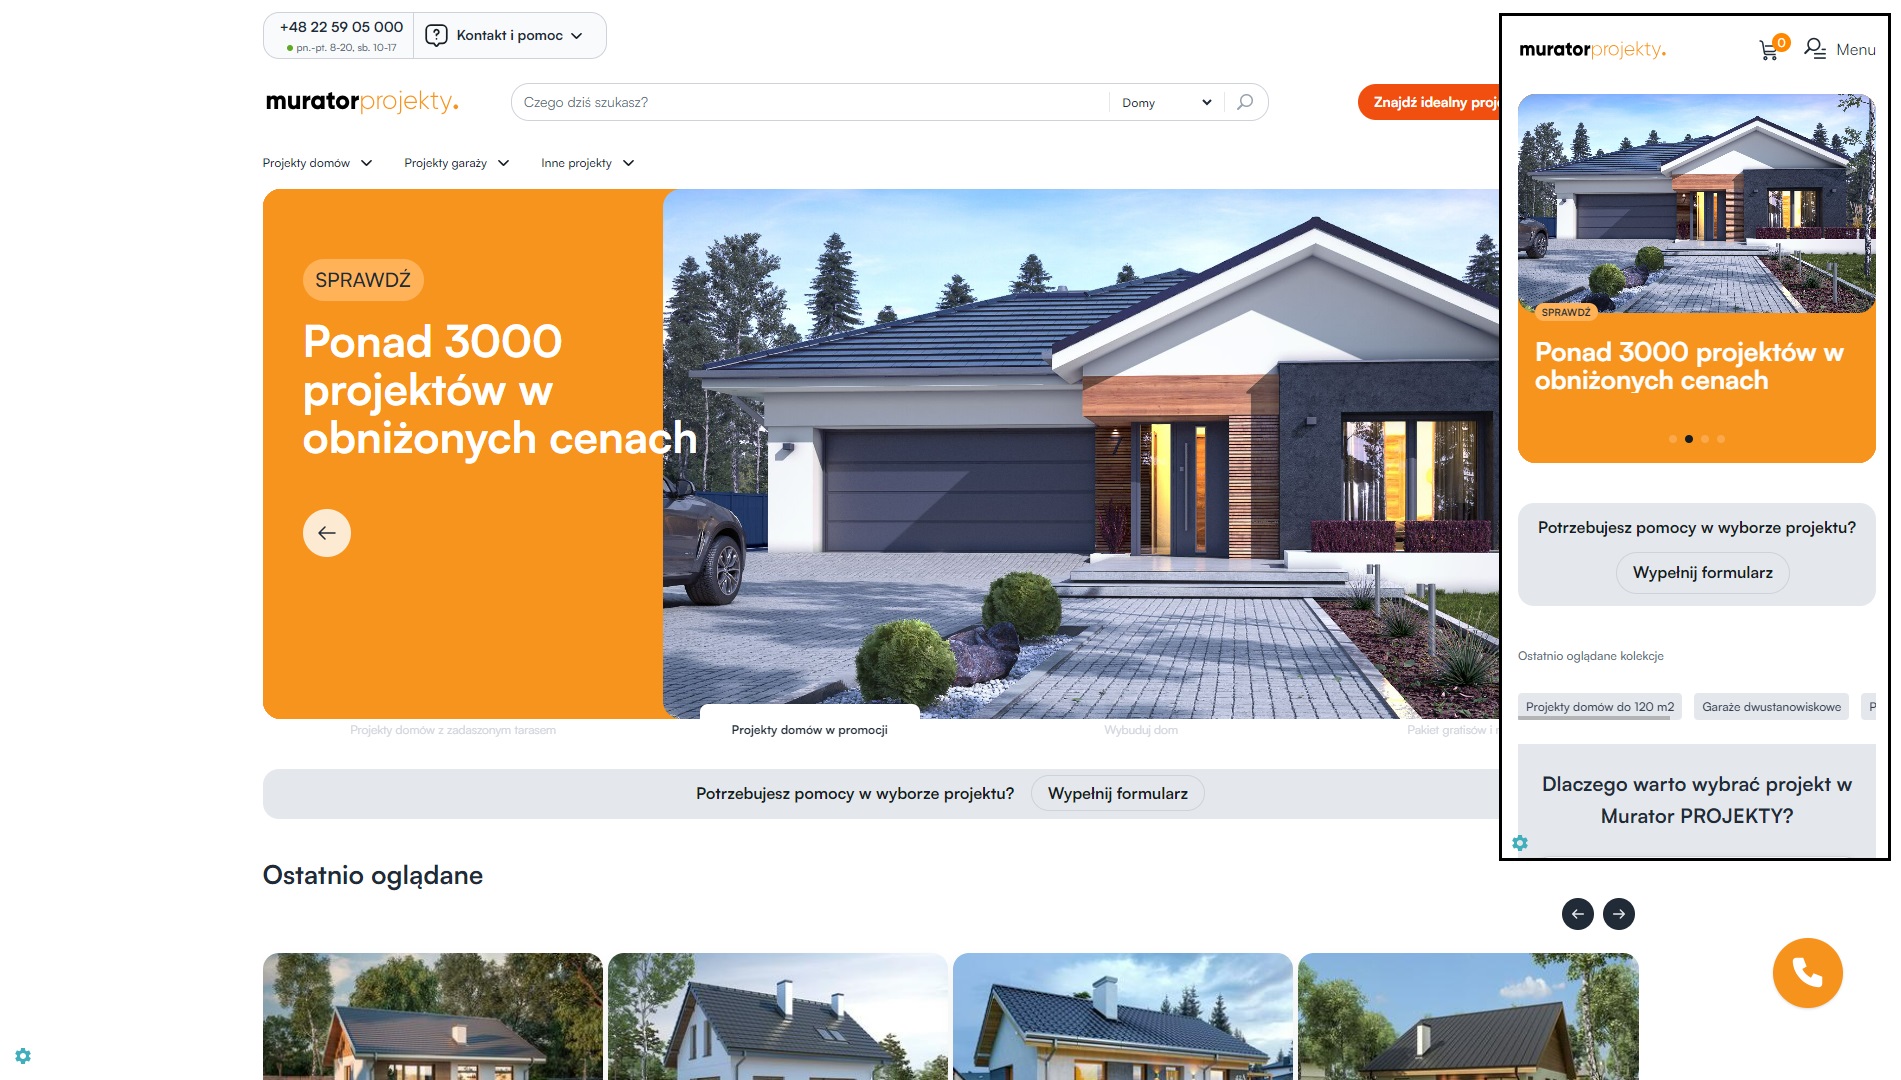 +48 22 59 05 000
pn.-pt. 8-20, sb. 10-17
Kontakt i pomoc
muratorprojekty.
Czego dziś szukasz?
Domy
Znajdź idealny proj
Projekty domów
Projekty garaży
Inne projekty
SPRAWDŹ
Ponad 3000
projektów w
obniżonych cenach
Projekty domów z zadaszonym tarasem
Projekty domów w promocji
Wybuduj dom
Pakiet gratisów i
Potrzebujesz pomocy w wyborze projektu?
Wypełnij formularz
Ostatnio oglądane
muratorprojekty.
0
Menu
SPRAWDŹ
Ponad 3000 projektów w
obniżonych cenach
Potrzebujesz pomocy w wyborze projektu?
Wypełnij formularz
Ostatnio oglądane kolekcje
Projekty domów do 120 m2
Garaże dwustanowiskowe
P
Dlaczego warto wybrać projekt w
Murator PROJEKTY?